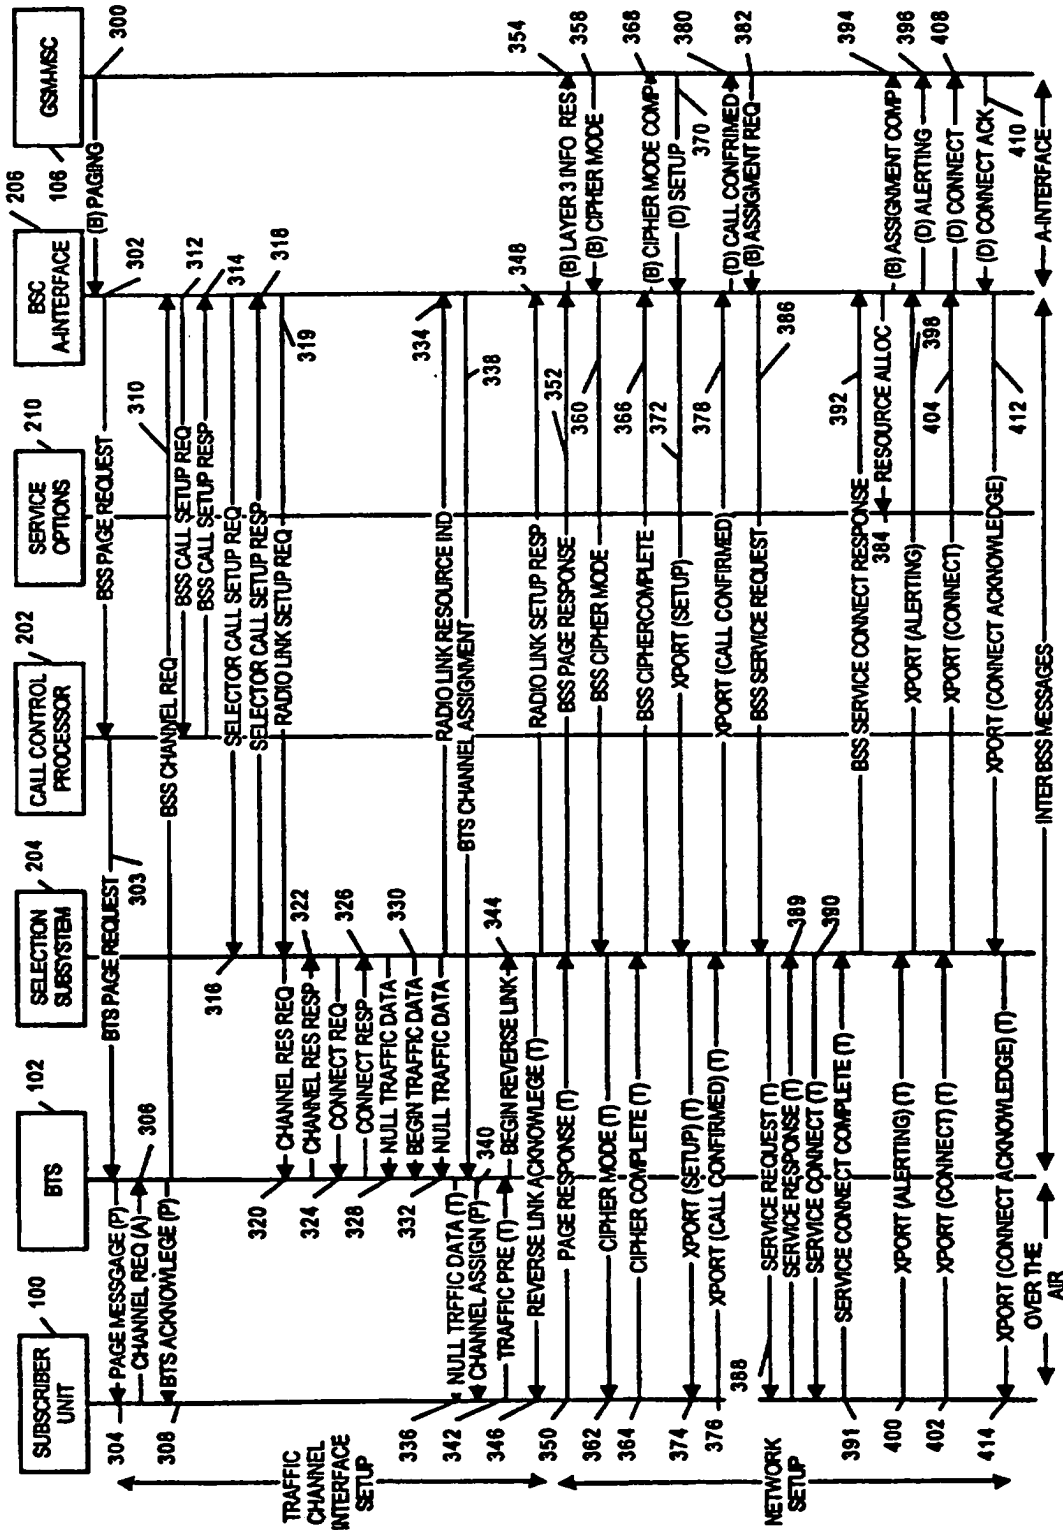 SUBSCRIBER UNIT
100
BTS
102
SELECTION SUBSYSTEM
204
CALL CONTROL PROCESSOR
202
SERVICE OPTIONS
210
BSC A-INTERFACE
206
GSM-MSC
106
(B) PAGING
300
BSS PAGE REQUEST
302
BTS PAGE REQUEST
303
PAGE MESSGAGE (P)
304
CHANNEL REQ (A)
306
BTS ACKNOWLEGE (P)
308
BSS CHANNEL REQ
310
BSS CALL SETUP REQ
312
BSS CALL SETUP RESP
314
SELECTOR CALL SETUP REQ
316
SELECTOR CALL SETUP RESP
318
RADIO LINK SETUP REQ
319
CHANNEL RES REQ
320
CHANNEL RES RESP
322
CONNECT REQ
324
CONNECT RESP
326
NULL TRAFFIC DATA
328
BEGIN TRAFFIC DATA
330
NULL TRAFFIC DATA
332
RADIO LINK RESOURCE IND
334
NULL TRFFIC DATA (T)
336
BTS CHANNEL ASSIGNMENT
338
CHANNEL ASSIGN (P)
340
TRAFFIC PRE (T)
342
BEGIN REVERSE LINK
344
REVERSE LINK ACKNOWLEGE (T)
346
RADIO LINK SETUP RESP
348
TRAFFIC CHANNEL INTERFACE SETUP
PAGE RESPONSE (T)
350
BSS PAGE RESPONSE
352
(B) LAYER 3 INFO RES
354
(B) CIPHER MODE
358
BSS CIPHER MODE
360
CIPHER MODE (T)
362
CIPHER COMPLETE (T)
364
BSS CIPHERCOMPLETE
366
(B) CIPHER MODE COMP
368
(D) SETUP
370
XPORT (SETUP)
372
XPORT (SETUP) (T)
374
XPORT (CALL CONFIRMED) (T)
376
XPORT (CALL CONFIRMED)
378
(D) CALL CONFRIMED
380
(B) ASSIGMENT REQ
382
BSS SERVICE REQUEST
386
SERVICE REQUEST (T)
388
SERVICE RESPONSE (T)
389
SERVICE CONNECT (T)
390
SERVICE CONNECT COMPLETE (T)
391
BSS SERVICE CONNECT RESPONSE
392
RESOURCE ALLOC
384
(B) ASSIGNMENT COMP
394
(D) ALERTING
396
XPORT (ALERTING)
398
XPORT (ALERTING) (T)
400
XPORT (CONNECT) (T)
402
XPORT (CONNECT)
404
(D) CONNECT
408
(D) CONNECT ACK
410
XPORT (CONNECT ACKNOWLEDGE)
412
XPORT (CONNECT ACKNOWLEDGE) (T)
414
NETWORK SETUP
OVER THE AIR
INTER BSS MESSAGES
A-INTERFACE